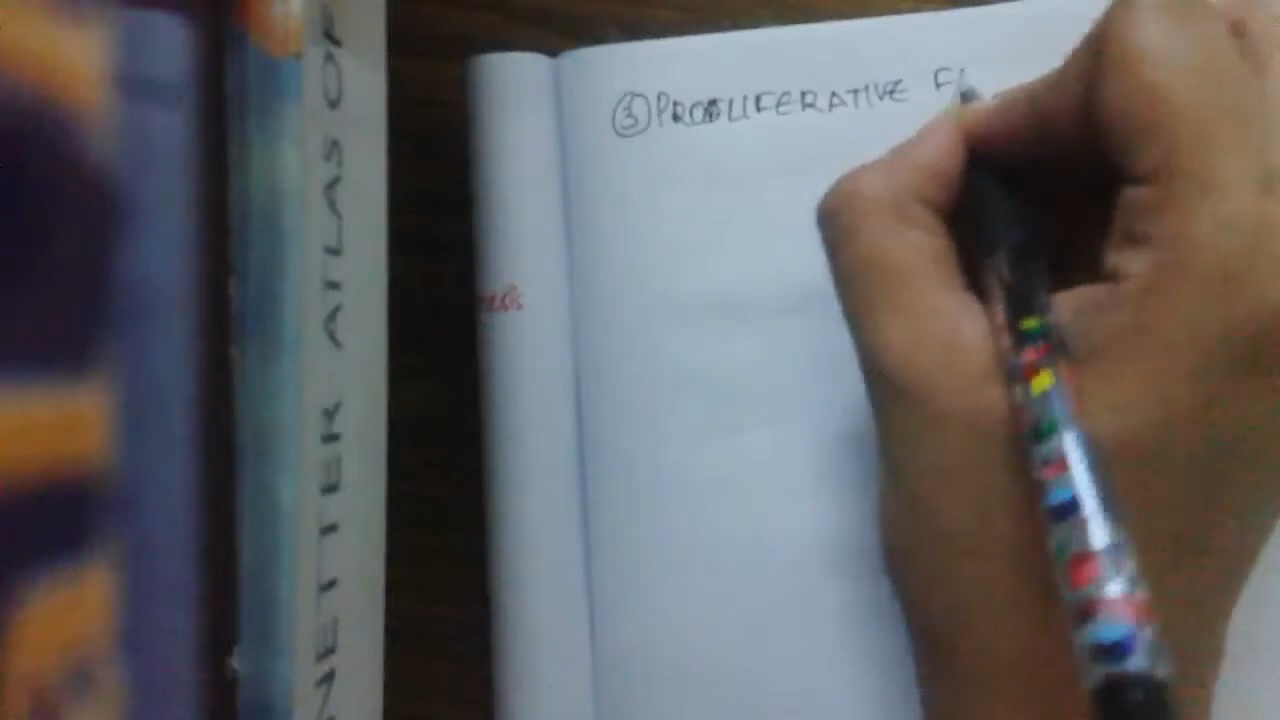 NETTER ATLAS OF
③ PROLIFERATIVE F